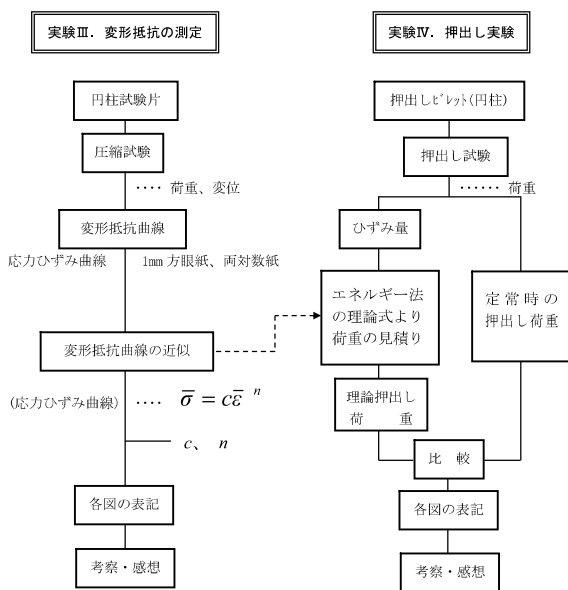 実験Ⅲ．変形抵抗の測定
円柱試験片
圧縮試験
‥‥ 荷重、変位
変形抵抗曲線
応力ひずみ曲線 1mm 方眼紙、両対数紙
変形抵抗曲線の近似
(応力ひずみ曲線) ‥‥ σ̅ = cε̅ ⁿ
c、 n
各図の表記
考察・感想
実験Ⅳ．押出し実験
押出しﾋﾞﾚｯﾄ(円柱)
押出し試験
‥‥‥ 荷重
ひずみ量
エネルギー法
の理論式より
荷重の見積り
定常時の
押出し荷重
理論押出し
荷 重
比 較
各図の表記
考察・感想